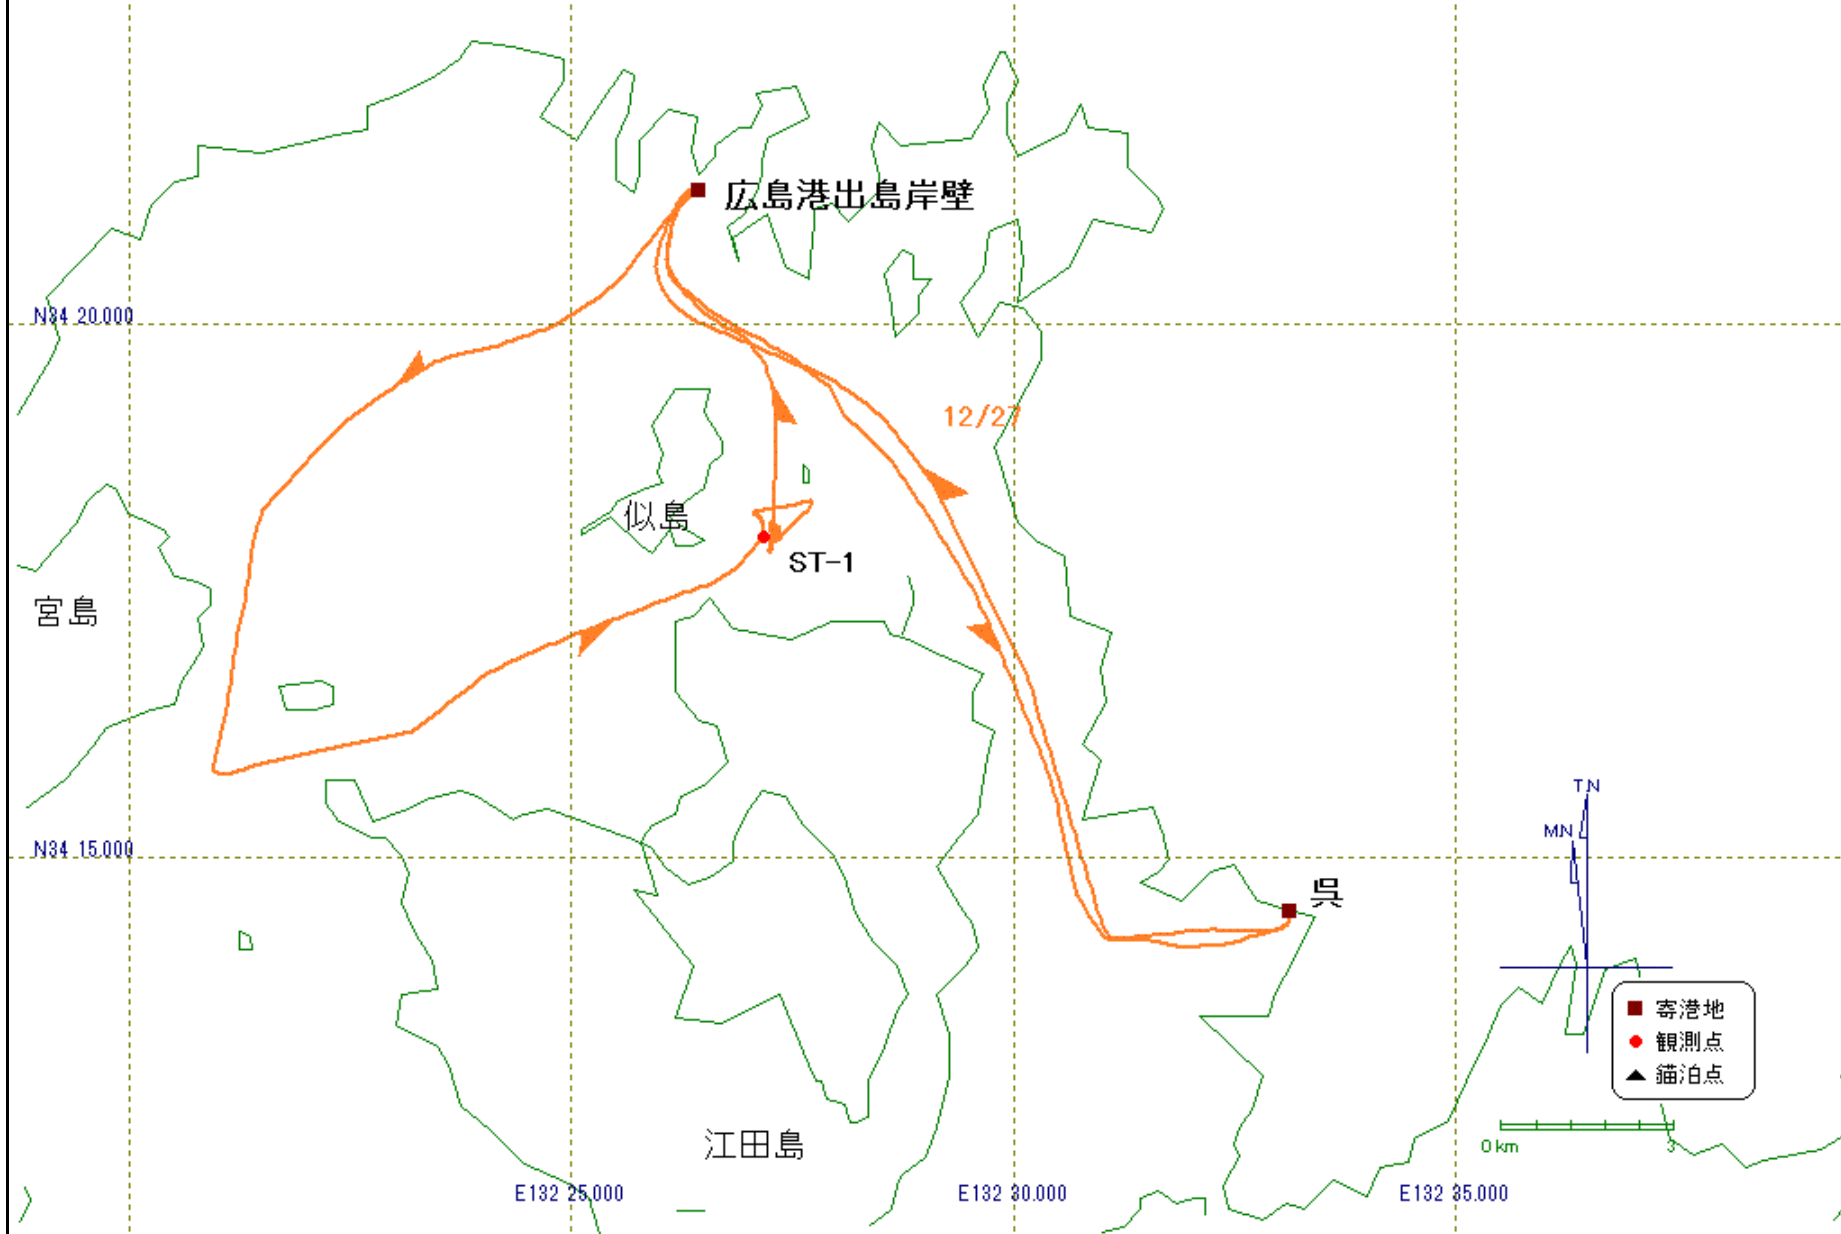 広島港出島岸壁
N34 20.000
12/27
似島
ST-1
宮島
TN
MN
N34 15.000
呉
寄港地
観測点
錨泊点
江田島
0 km
3
E132 25.000
E132 30.000
E132 35.000